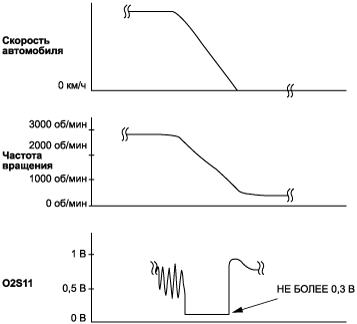 Скорость
автомобиля
0 км/ч
3000 об/мин
2000 об/мин
Частота
вращения
1000 об/мин
0 об/мин
1 В
O2S11
0,5 В
НЕ БОЛЕЕ 0,3 В
0 В